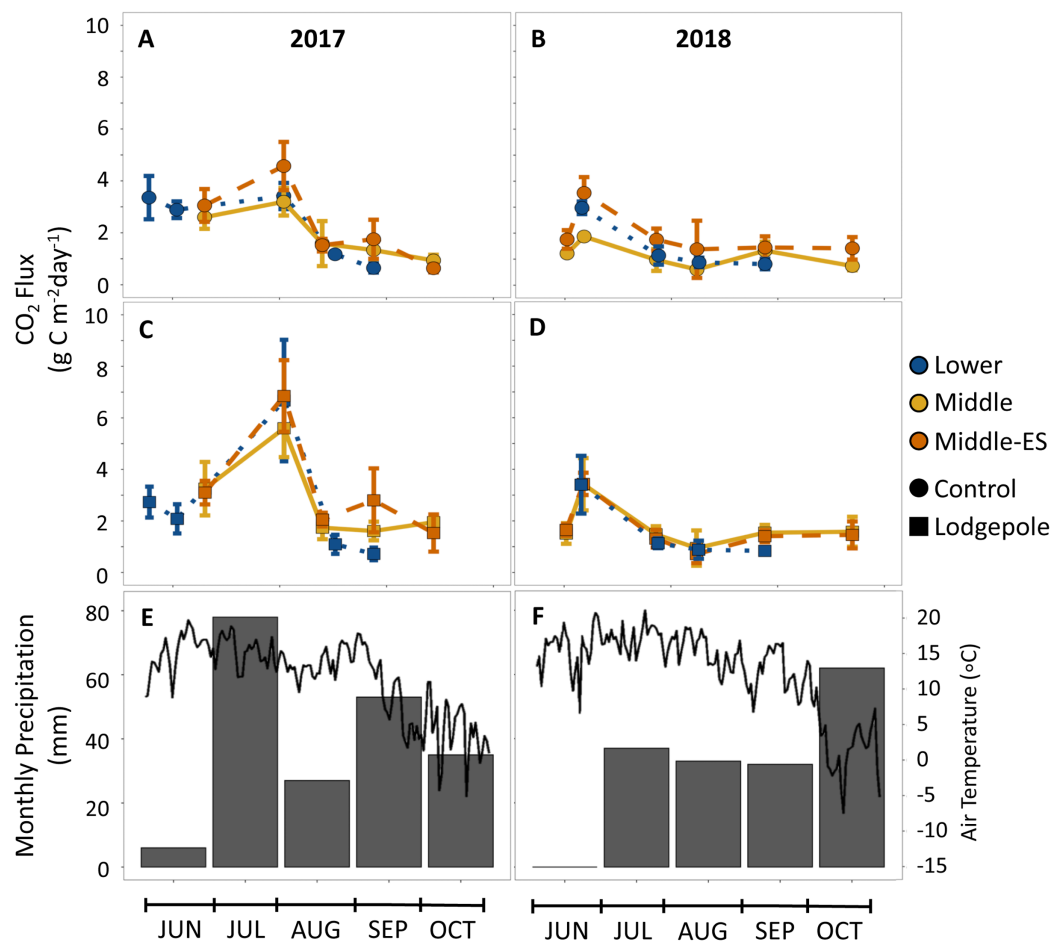 A 2017
B 2018
10
8
6
4
2
0
CO2 Flux
(g C m-2day-1)
C
D
10
8
6
4
2
0
Lower
Middle
Middle-ES
Control
Lodgepole
E
F
Monthly Precipitation
(mm)
80
60
40
20
0
20
15
10
5
0
-5
-10
-15
Air Temperature (∘C)
JUN JUL AUG SEP OCT
JUN JUL AUG SEP OCT